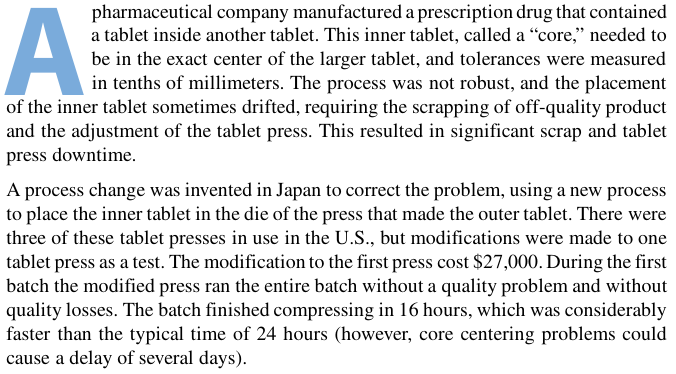 A pharmaceutical company manufactured a prescription drug that contained
a tablet inside another tablet. This inner tablet, called a “core,” needed to
be in the exact center of the larger tablet, and tolerances were measured
in tenths of millimeters. The process was not robust, and the placement
of the inner tablet sometimes drifted, requiring the scrapping of off-quality product
and the adjustment of the tablet press. This resulted in significant scrap and tablet
press downtime.
A process change was invented in Japan to correct the problem, using a new process
to place the inner tablet in the die of the press that made the outer tablet. There were
three of these tablet presses in use in the U.S., but modifications were made to one
tablet press as a test. The modification to the first press cost $27,000. During the first
batch the modified press ran the entire batch without a quality problem and without
quality losses. The batch finished compressing in 16 hours, which was considerably
faster than the typical time of 24 hours (however, core centering problems could
cause a delay of several days).